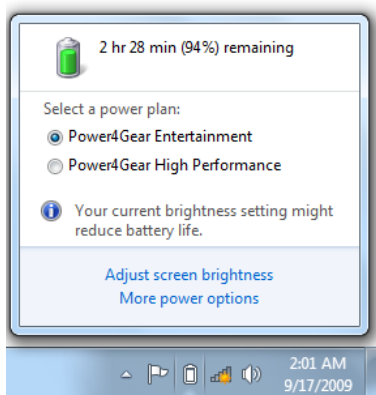 2 hr 28 min (94%) remaining
Select a power plan:
Power4Gear Entertainment
Power4Gear High Performance
Your current brightness setting might
reduce battery life.
Adjust screen brightness
More power options
2:01 AM
9/17/2009